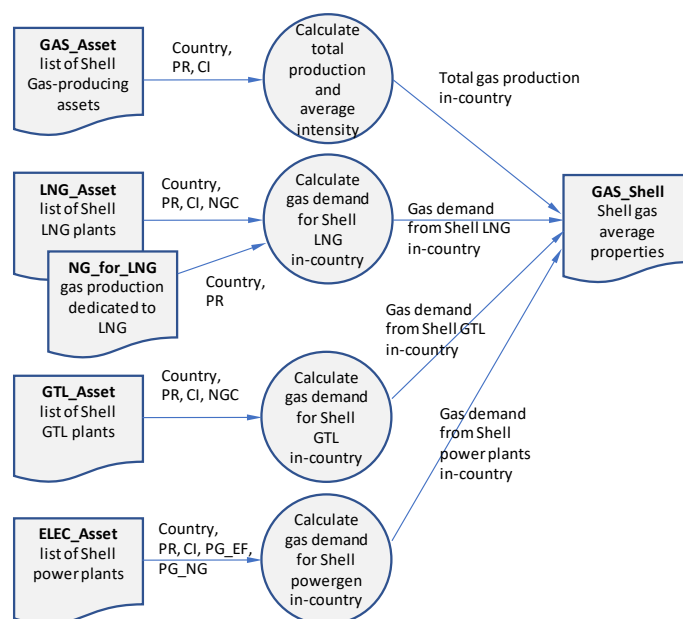 GAS_Asset
list of Shell
Gas-producing
assets
Country,
PR, CI
Calculate
total
production
and
average
intensity
Total gas production
in-country
LNG_Asset
list of Shell
LNG plants
Country,
PR, CI, NGC
NG_for_LNG
gas production
dedicated to
LNG
Country,
PR
Calculate
gas demand
for Shell
LNG
in-country
Gas demand
from Shell LNG
in-country
GAS_Shell
Shell gas
average
properties
GTL_Asset
list of Shell
GTL plants
Country,
PR, CI, NGC
Calculate
gas demand
for Shell
GTL
in-country
Gas demand
from Shell GTL
in-country
ELEC_Asset
list of Shell
power plants
Country,
PR, CI, PG_EF,
PG_NG
Calculate
gas demand
for Shell
powergen
in-country
Gas demand
from Shell
power plants
in-country